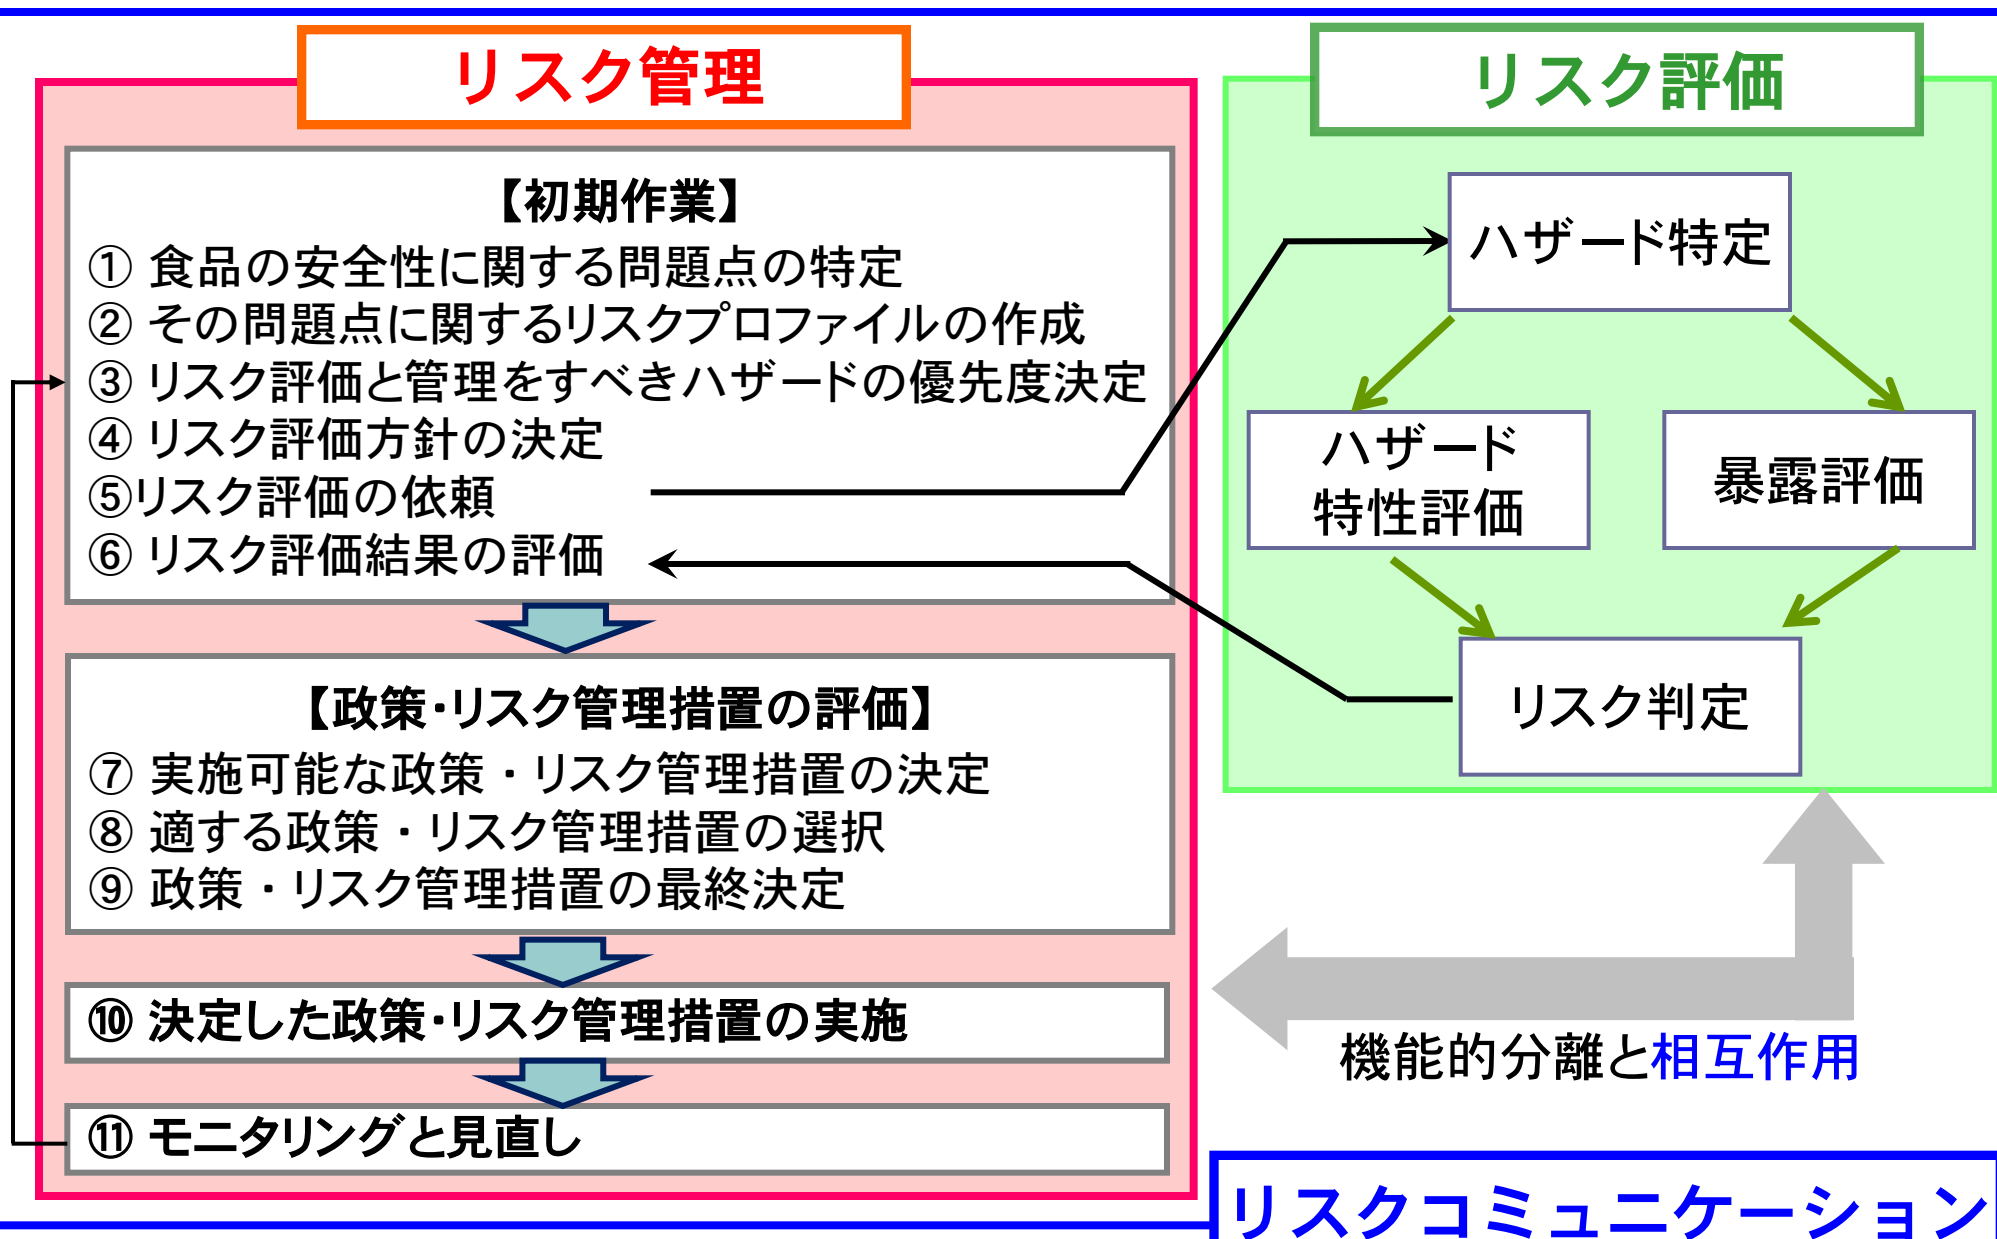 リスク管理
【初期作業】
① 食品の安全性に関する問題点の特定
② その問題点に関するリスクプロファイルの作成
③ リスク評価と管理をすべきハザードの優先度決定
④ リスク評価方針の決定
⑤リスク評価の依頼
⑥ リスク評価結果の評価
【政策・リスク管理措置の評価】
⑦ 実施可能な政策・リスク管理措置の決定
⑧ 適する政策・リスク管理措置の選択
⑨ 政策・リスク管理措置の最終決定
⑩ 決定した政策・リスク管理措置の実施
⑪ モニタリングと見直し
リスク評価
ハザード特定
ハザード
特性評価
暴露評価
リスク判定
機能的分離と相互作用
リスクコミュニケーション